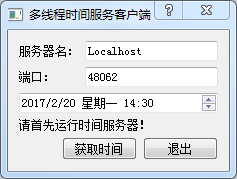 多线程时间服务客户端
服务器名： Localhost
端口： 48062
2017/2/20 星期一 14:30
请首先运行时间服务器！
获取时间 退出